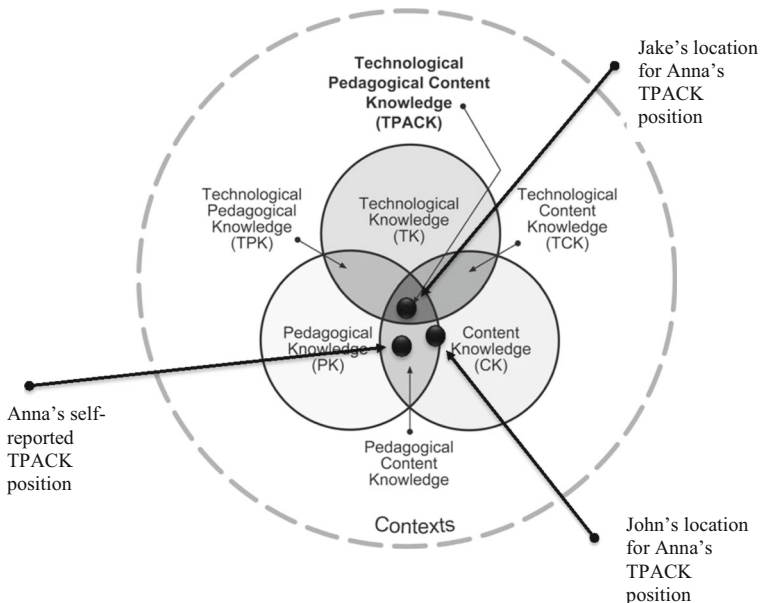 Technological
Pedagogical Content
Knowledge
(TPACK)
Jake's location
for Anna's
TPACK
position
Technological
Pedagogical
Knowledge
(TPK)
Technological
Knowledge
(TK)
Technological
Content
Knowledge
(TCK)
Pedagogical
Knowledge
(PK)
Content
Knowledge
(CK)
Anna's self-
reported
TPACK
position
Pedagogical
Content
Knowledge
Contexts
John's location
for Anna's
TPACK
position